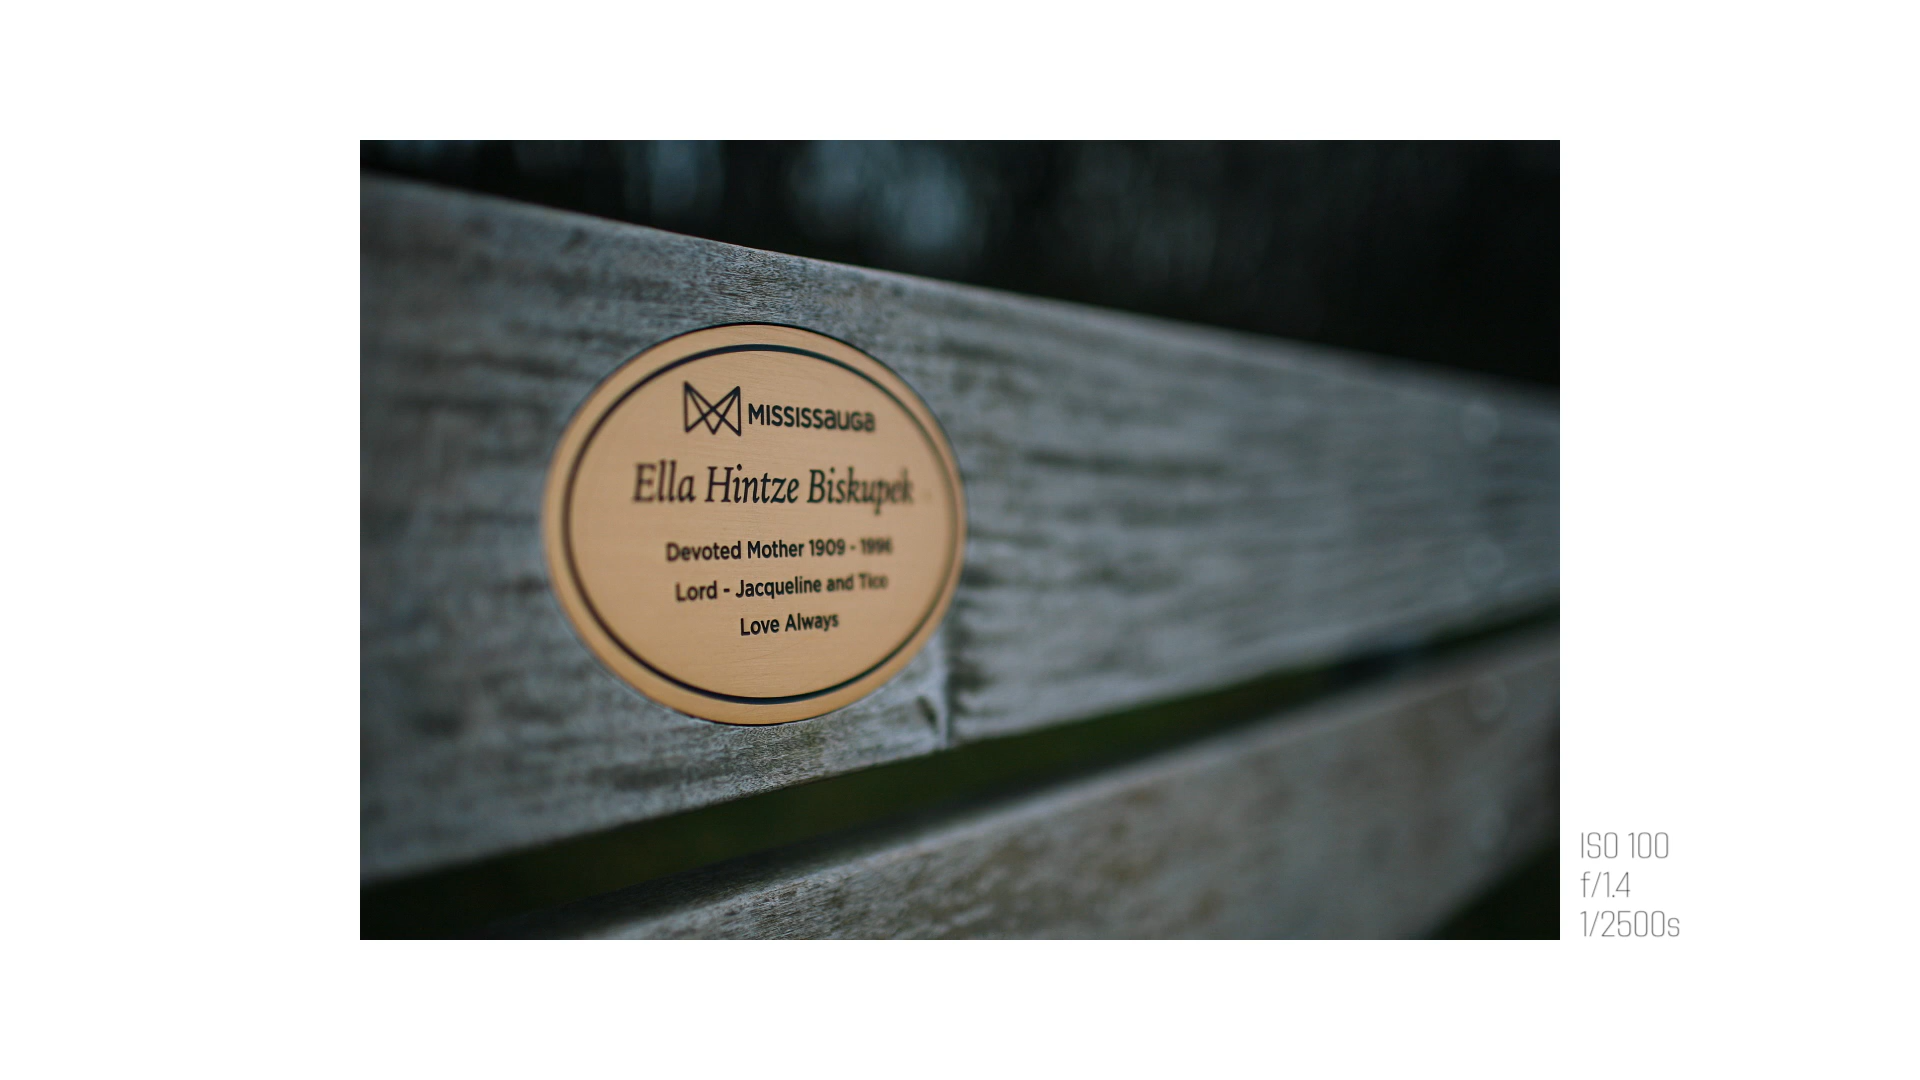 MISSISSauGa
Ella Hintze Biskupek
Devoted Mother 1909 - 1996
Lord - Jacqueline and Tico
Love Always
ISO 100
f/1.4
1/2500s